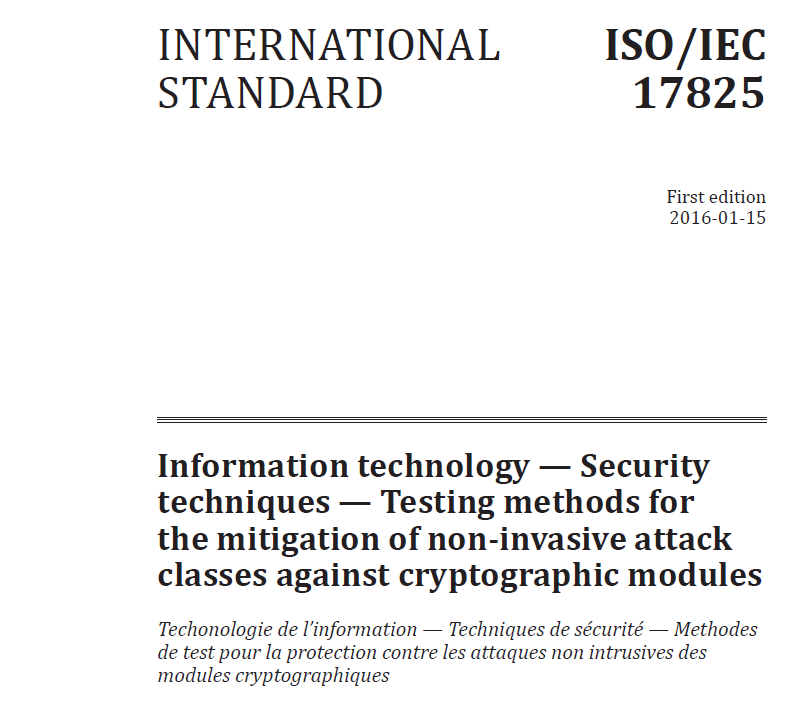 INTERNATIONAL STANDARD
ISO/IEC 17825
First edition
2016-01-15
Information technology — Security
techniques — Testing methods for
the mitigation of non-invasive attack
classes against cryptographic modules
Techonologie de l'information — Techniques de sécurité — Methodes
de test pour la protection contre les attaques non intrusives des
modules cryptographiques